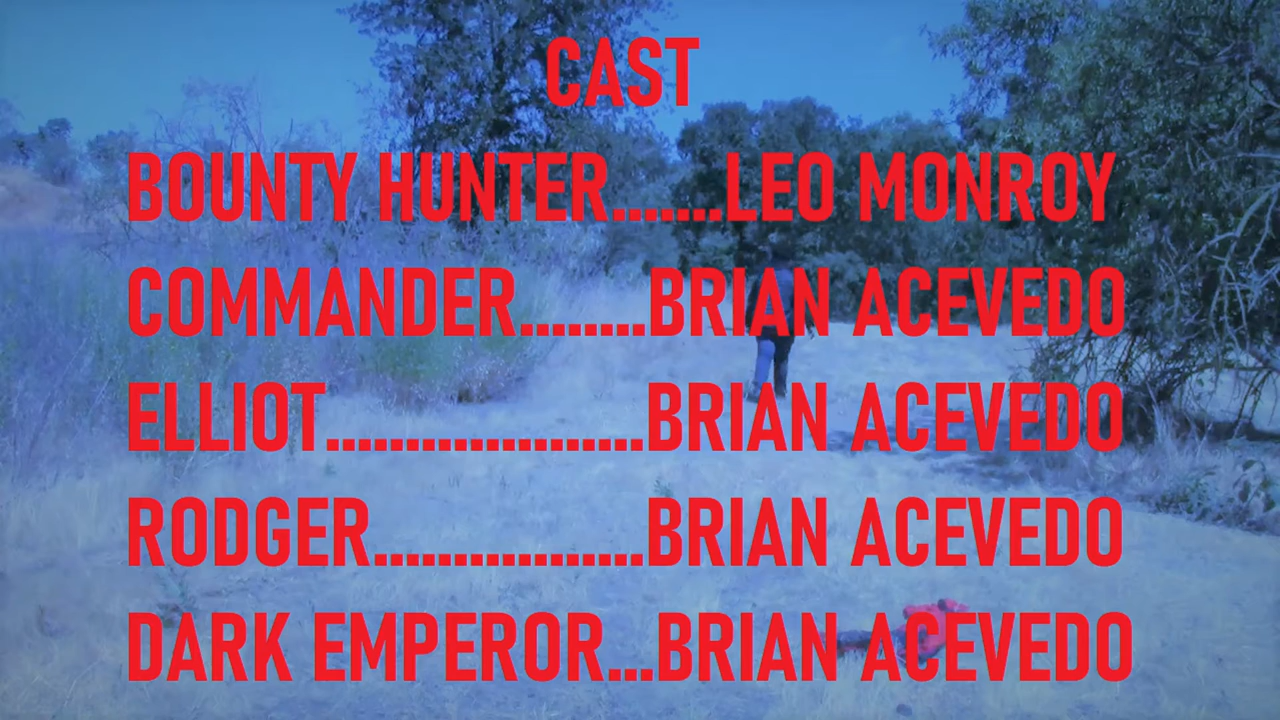 CAST
BOUNTY HUNTER.......LEO MONROY
COMMANDER........BRIAN ACEVEDO
ELLIOT....................BRIAN ACEVEDO
RODGER.................BRIAN ACEVEDO
DARK EMPEROR...BRIAN ACEVEDO